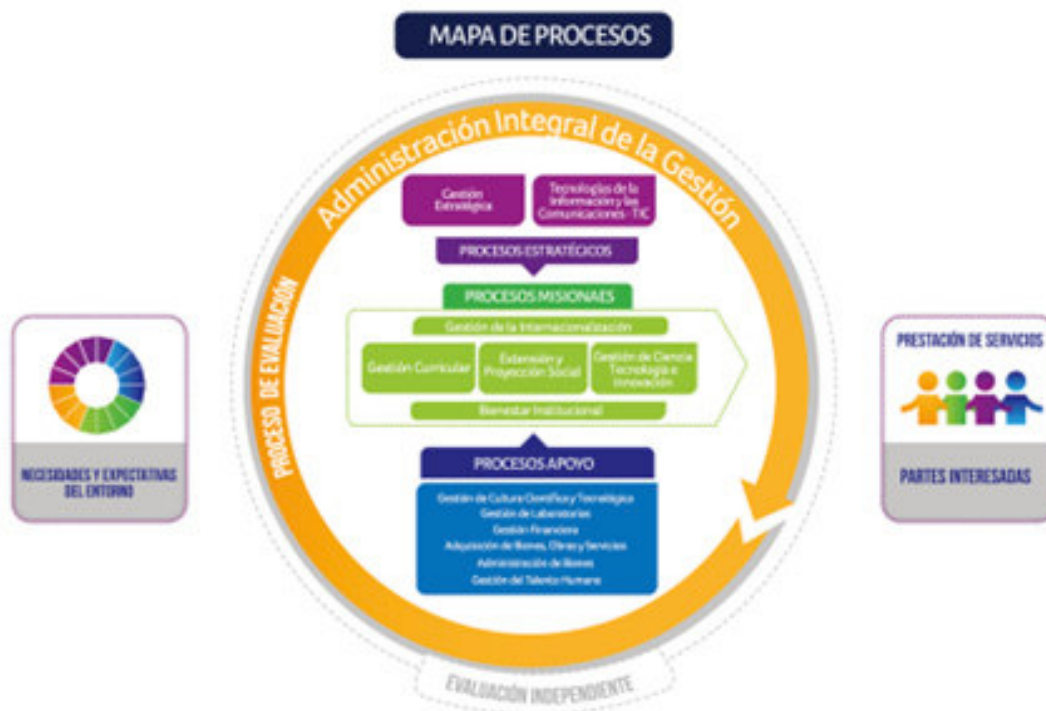 MAPA DE PROCESOS
Administración Integral de la Gestión
PROCESO DE EVALUACIÓN
Gestión
Estratégica
Tecnologías de la
Información y las
Comunicaciones - TIC
PROCESOS ESTRATÉGICOS
PROCESOS MISIONAES
Gestión de la Internacionalización
Gestión Curricular
Extensión y
Proyección Social
Gestión de Ciencia
Tecnología e
Innovación
Bienestar Institucional
PROCESOS APOYO
Gestión de Cultura Científica y Tecnológica
Gestión de Laboratorios
Gestión Financiera
Adquisición de Bienes, Obras y Servicios
Administración de Bienes
Gestión del Talento Humano
NECESIDADES Y EXPECTATIVAS
DEL ENTORNO
PRESTACIÓN DE SERVICIOS
PARTES INTERESADAS
EVALUACIÓN INDEPENDIENTE